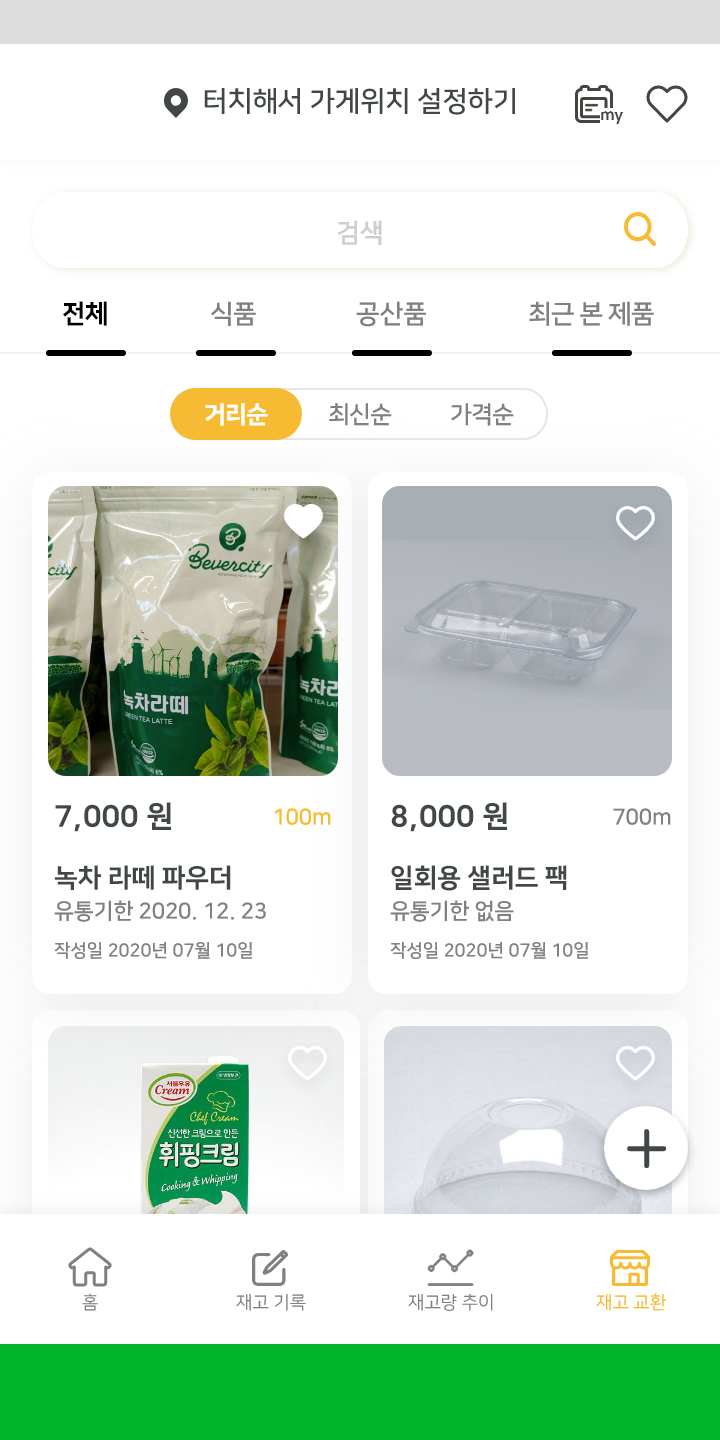 터치해서 가게위치 설정하기
my
검색
전체 식품 공산품 최근 본 제품
거리순 최신순 가격순
Bevercity
녹차라떼
GREEN TEA LATTE
7,000 원 100m
녹차 라떼 파우더
유통기한 2020. 12. 23
작성일 2020년 07월 10일
8,000 원 700m
일회용 샐러드 팩
유통기한 없음
작성일 2020년 07월 10일
서울우유
Cream
Chef Cream
신선한 크림으로 만든
휘핑크림
Cooking & Whipping
홈 재고 기록 재고량 추이 재고 교환